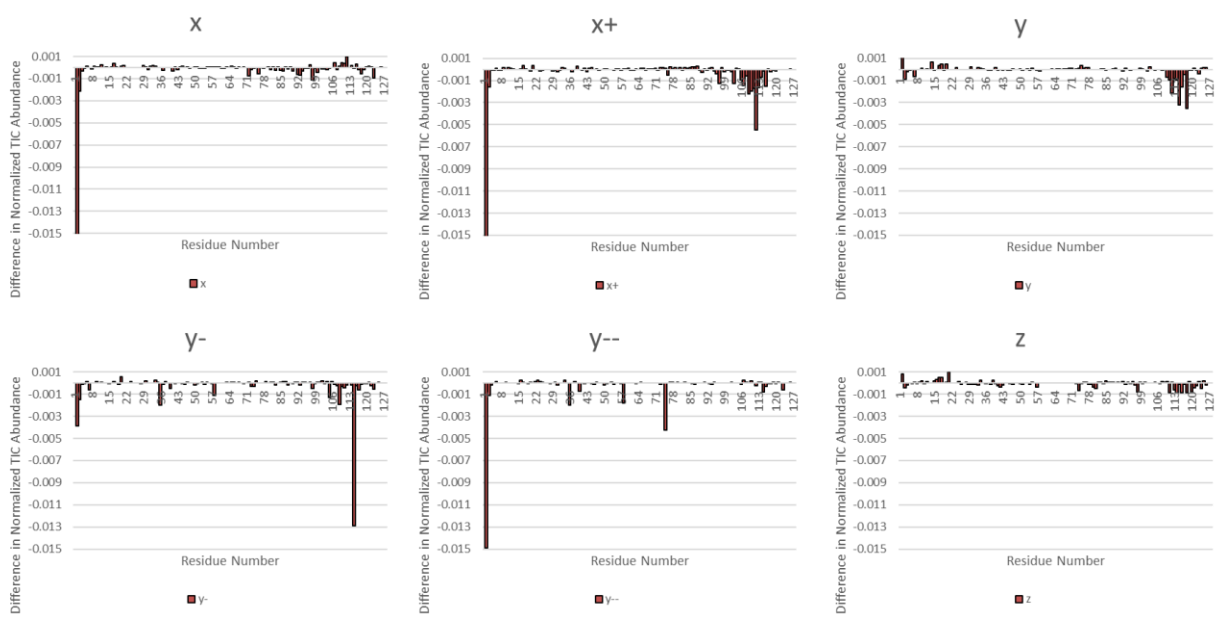 x
0.001
-0.001
-0.003
-0.005
-0.007
-0.009
-0.011
-0.013
-0.015
Difference in Normalized TIC Abundance
8 15 22 29 36 43 50 57 64 71 78 85 92 99 106 113 120 127
Residue Number
x
x+
0.001
-0.001
-0.003
-0.005
-0.007
-0.009
-0.011
-0.013
-0.015
Difference in Normalized TIC Abundance
1 8 15 22 29 36 43 50 57 64 71 78 85 92 99 106 113 120 127
Residue Number
x+
y
0.001
-0.001
-0.003
-0.005
-0.007
-0.009
-0.011
-0.013
-0.015
Difference in Normalized TIC Abundance
1 8 15 22 29 36 43 50 57 64 71 78 85 92 99 106 113 120 127
Residue Number
y
y-
0.001
-0.001
-0.003
-0.005
-0.007
-0.009
-0.011
-0.013
-0.015
Difference in Normalized TIC Abundance
1 8 15 22 29 36 43 50 57 64 71 78 85 92 99 106 113 120 127
Residue Number
y-
y--
0.001
-0.001
-0.003
-0.005
-0.007
-0.009
-0.011
-0.013
-0.015
Difference in Normalized TIC Abundance
1 8 15 22 29 36 43 50 57 64 71 78 85 92 99 106 113 120 127
Residue Number
y--
z
0.001
-0.001
-0.003
-0.005
-0.007
-0.009
-0.011
-0.013
-0.015
Difference in Normalized TIC Abundance
1 8 15 22 29 36 43 50 57 64 71 78 85 92 99 106 113 120 127
Residue Number
z